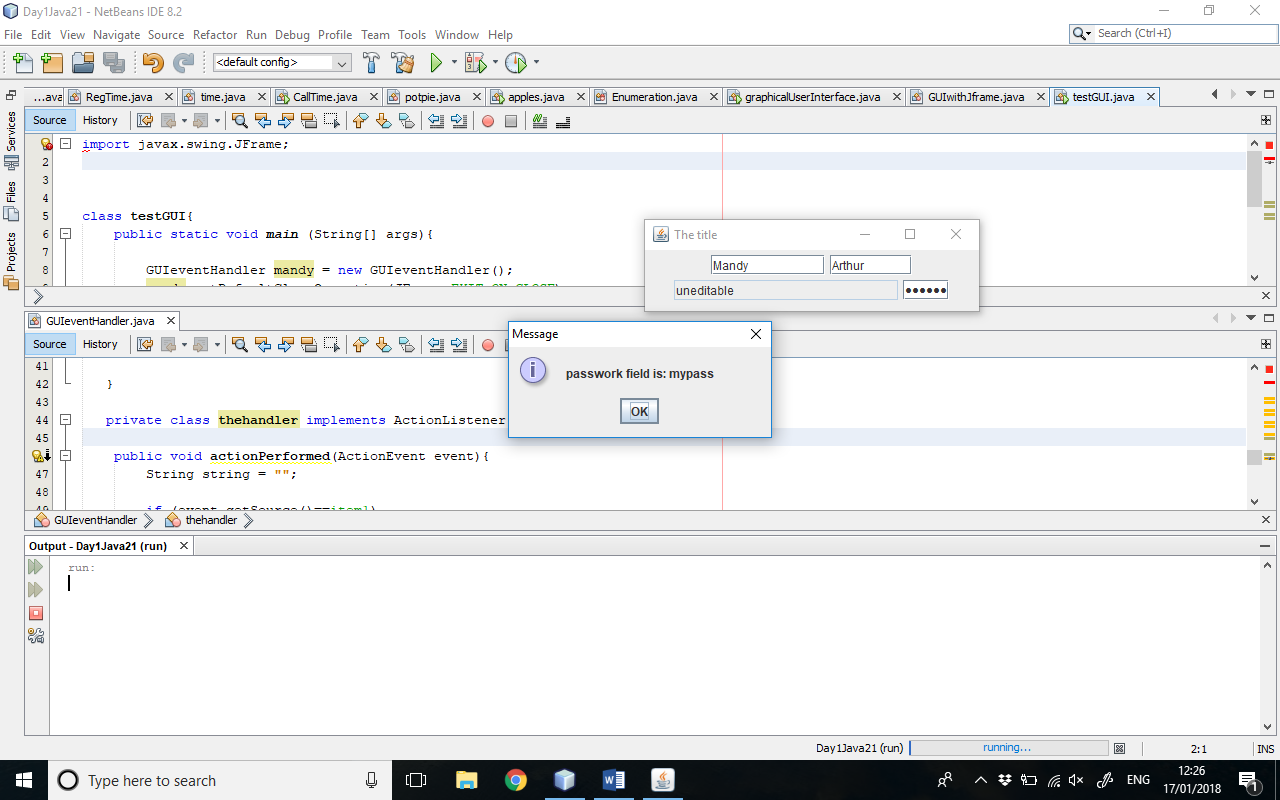 Day1Java21 - NetBeans IDE 8.2
File Edit View Navigate Source Refactor Run Debug Profile Team Tools Window Help
Search (Ctrl+I)
<default config>
...ava RegTime.java time.java CallTime.java potpie.java apples.java Enumeration.java graphicalUserInterface.java GUIwithJframe.java testGUI.java
Services
Files
Projects
Source History
import javax.swing.JFrame;
2
3
4
5 class testGUI{
6 public static void main (String[] args){
7
8 GUIeventHandler mandy = new GUIeventHandler();
The title
Mandy Arthur
uneditable ●●●●●●
GUIeventHandler.java
Source History
Message
passwork field is: mypass
OK
41
42 }
43
44 private class thehandler implements ActionListener
45
public void actionPerformed(ActionEvent event){
47 String string = "";
48
49 if (event.getSource()==item1)
GUIeventHandler thehandler
Output - Day1Java21 (run)
run:
Day1Java21 (run) running... 2:1 INS
Type here to search
ENG
12:26
17/01/2018
1